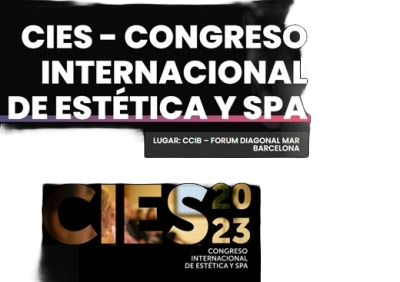 CIES – CONGRESO
INTERNACIONAL
DE ESTÉTICA Y SPA
LUGAR: CCIB – FORUM DIAGONAL MAR
BARCELONA
CIES 2023
CONGRESO
INTERNACIONAL
DE ESTÉTICA Y SPA